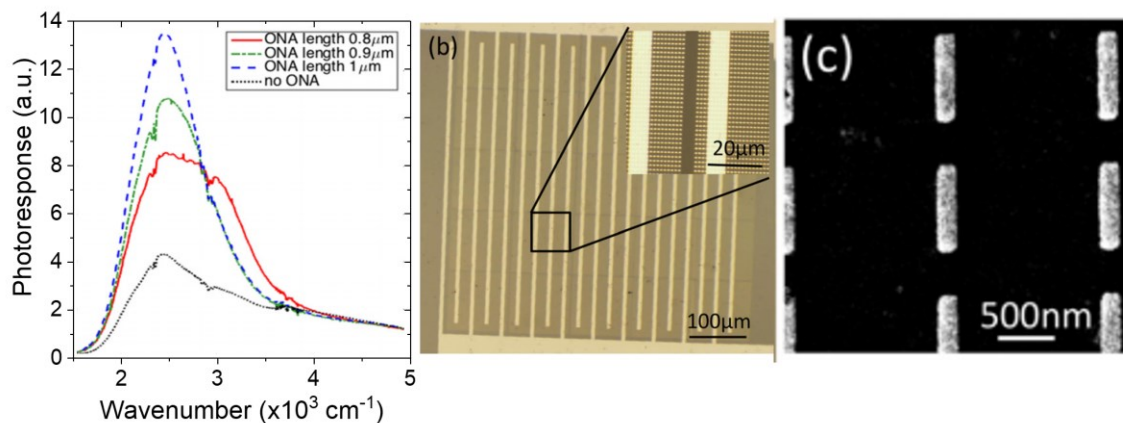 14
12
10
8
6
4
2
0
Photoresponse (a.u.)
ONA length 0.8μm
ONA length 0.9μm
ONA length 1μm
no ONA
2 3 4 5
Wavenumber (x10³ cm⁻¹)
(b)
20μm
100μm
(c)
500nm